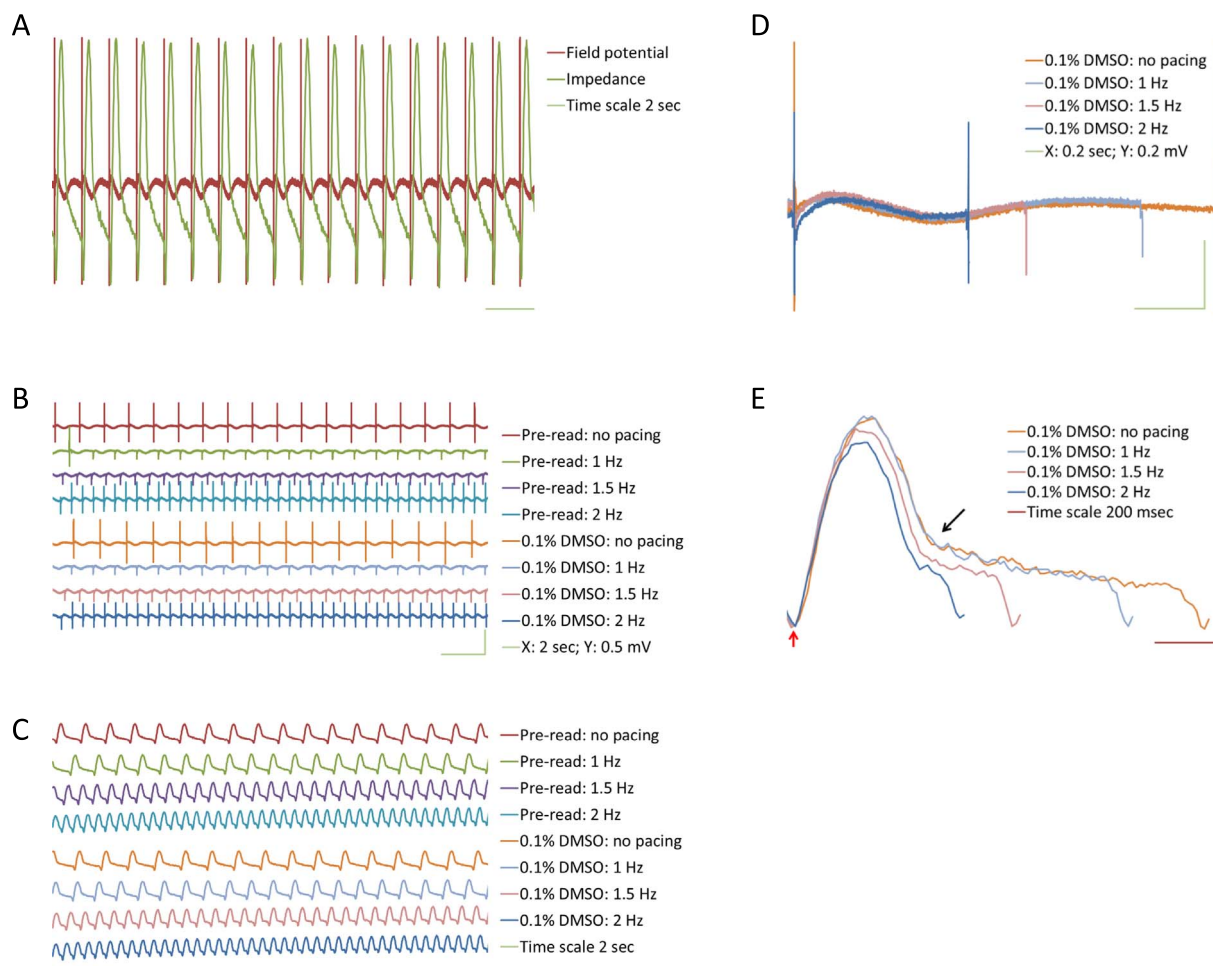 A
Field potential
Impedance
Time scale 2 sec
B
Pre-read: no pacing
Pre-read: 1 Hz
Pre-read: 1.5 Hz
Pre-read: 2 Hz
0.1% DMSO: no pacing
0.1% DMSO: 1 Hz
0.1% DMSO: 1.5 Hz
0.1% DMSO: 2 Hz
X: 2 sec; Y: 0.5 mV
C
Pre-read: no pacing
Pre-read: 1 Hz
Pre-read: 1.5 Hz
Pre-read: 2 Hz
0.1% DMSO: no pacing
0.1% DMSO: 1 Hz
0.1% DMSO: 1.5 Hz
0.1% DMSO: 2 Hz
Time scale 2 sec
D
0.1% DMSO: no pacing
0.1% DMSO: 1 Hz
0.1% DMSO: 1.5 Hz
0.1% DMSO: 2 Hz
X: 0.2 sec; Y: 0.2 mV
E
0.1% DMSO: no pacing
0.1% DMSO: 1 Hz
0.1% DMSO: 1.5 Hz
0.1% DMSO: 2 Hz
Time scale 200 msec